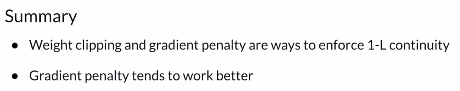 Summary
• Weight clipping and gradient penalty are ways to enforce 1-L continuity
• Gradient penalty tends to work better